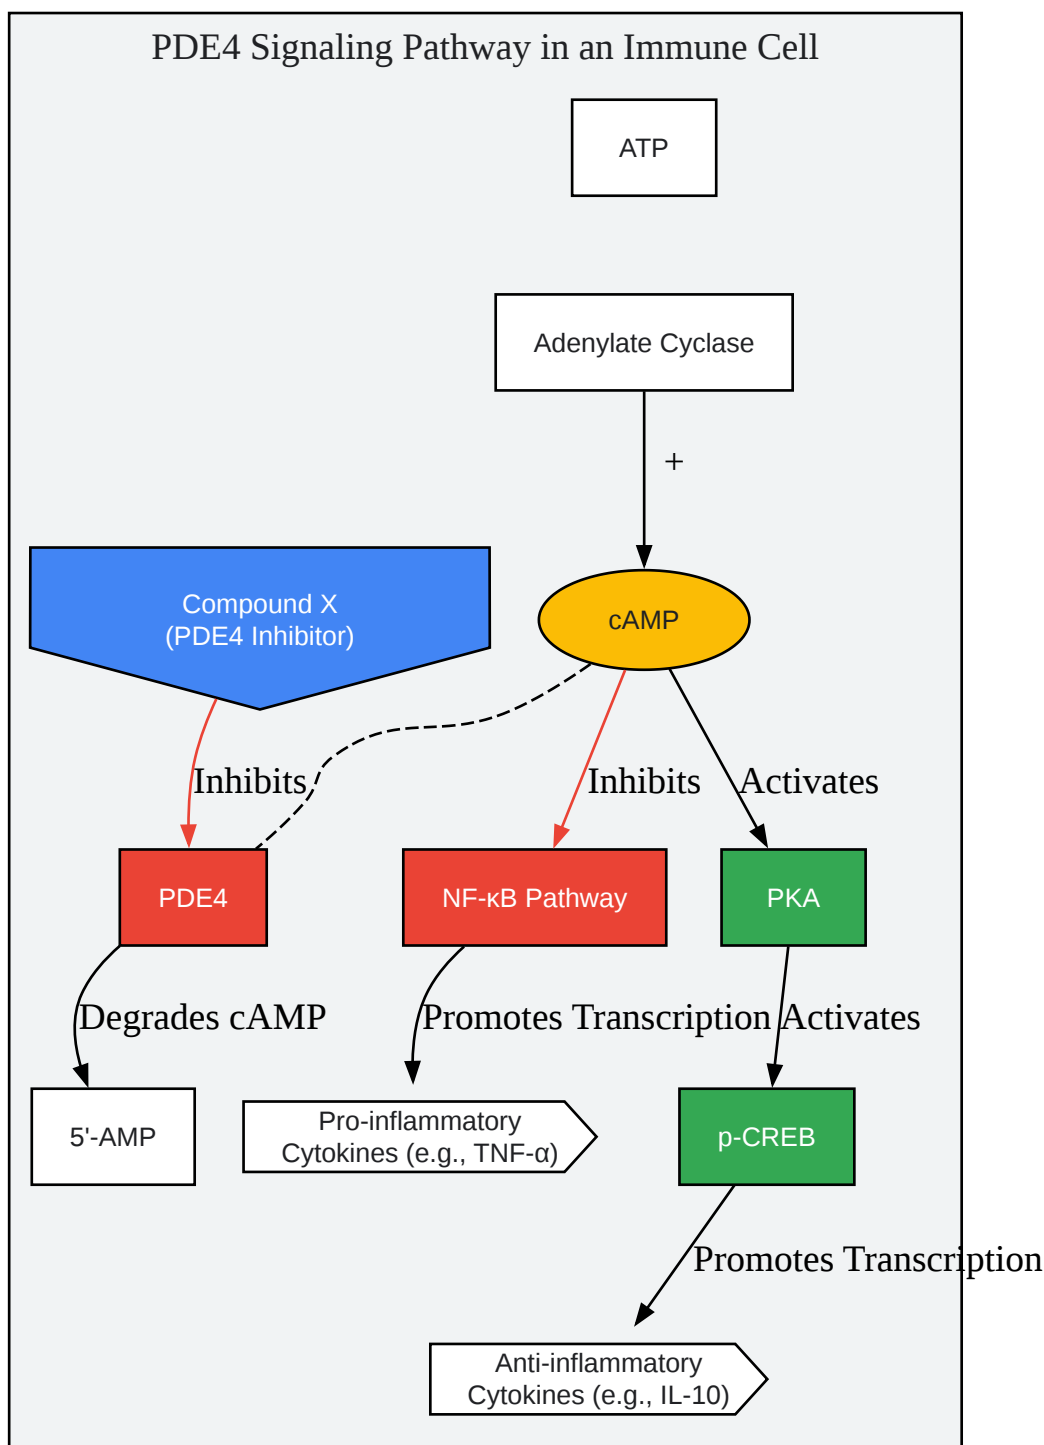 PDE4 Signaling Pathway in an Immune Cell
ATP
Adenylate Cyclase
+
Compound X
(PDE4 Inhibitor)
cAMP
Inhibits
Inhibits
Activates
PDE4
NF-κB Pathway
PKA
Degrades cAMP
Promotes Transcription
Activates
5'-AMP
Pro-inflammatory
Cytokines (e.g., TNF-α)
p-CREB
Promotes Transcription
Anti-inflammatory
Cytokines (e.g., IL-10)